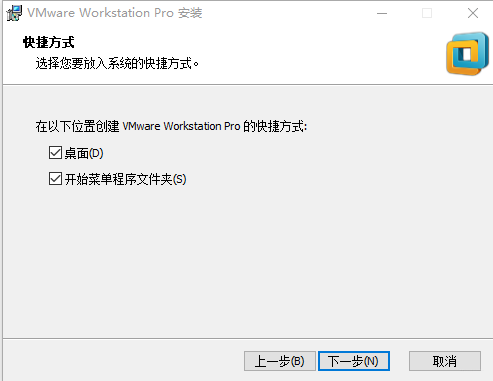 VMware Workstation Pro 安装
快捷方式
选择您要放入系统的快捷方式。
在以下位置创建 VMware Workstation Pro 的快捷方式:
桌面(D)
开始菜单程序文件夹(S)
上一步(B) 下一步(N) 取消